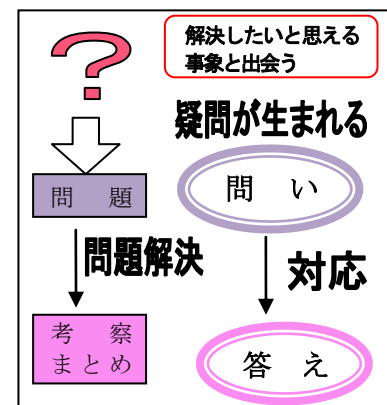 ?
解決したいと思える
事象と出会う
疑問が生まれる
問　題
問　い
問題解決
対応
考　察
まとめ
答　え